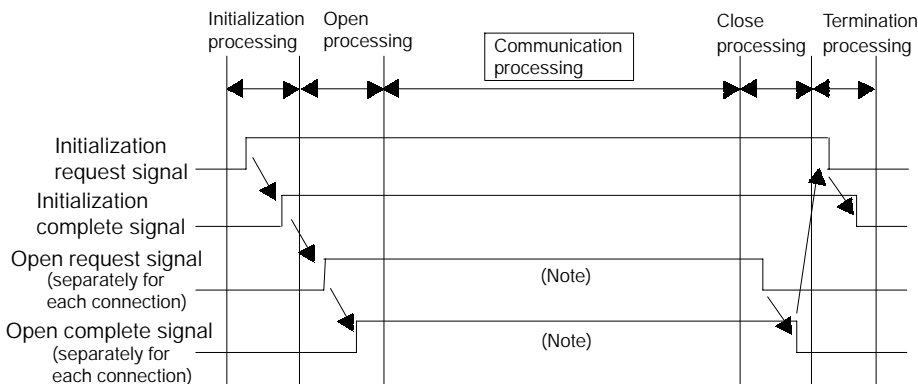 Initialization
processing
Open
processing
Communication
processing
Close
processing
Termination
processing
Initialization
request signal
Initialization
complete signal
Open request signal
(separately for
each connection)
(Note)
Open complete signal
(separately for
each connection)
(Note)